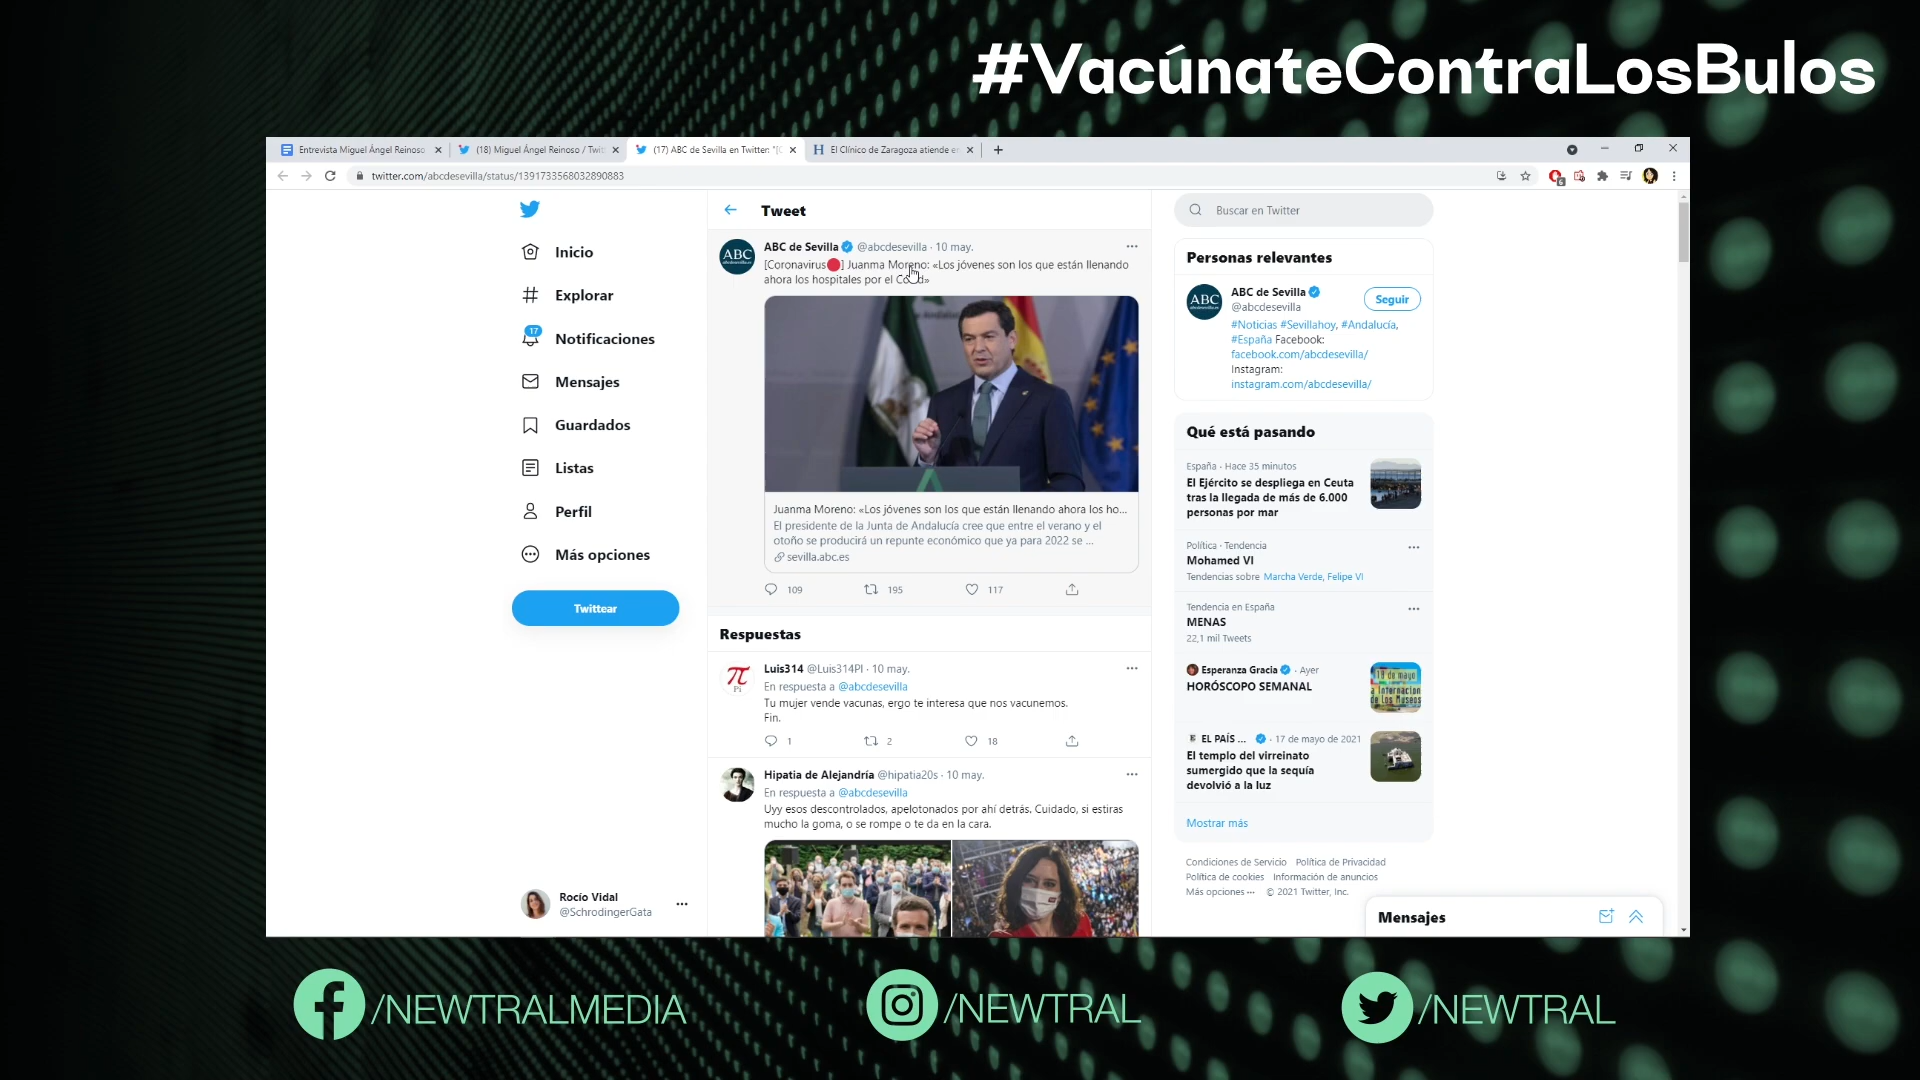 #VacúnateContraLosBulos
Entrevista Miguel Ángel Reinoso
(18) Miguel Ángel Reinoso / Twit
(17) ABC de Sevilla en Twitter: "[C
El Clínico de Zaragoza atiende e
twitter.com/abcdesevilla/status/1391733568032890883
Inicio
Explorar
17
Notificaciones
Mensajes
Guardados
Listas
Perfil
Más opciones
Twittear
Rocío Vidal
@SchrodingerGata
Tweet
ABC
ABC de Sevilla @abcdesevilla · 10 may.
[Coronavirus🔴] Juanma Moreno: «Los jóvenes son los que están llenando
ahora los hospitales por el Covid»
Juanma Moreno: «Los jóvenes son los que están llenando ahora los ho...
El presidente de la Junta de Andalucía cree que entre el verano y el
otoño se producirá un repunte económico que ya para 2022 se ...
sevilla.abc.es
109 195 117
Respuestas
π
Pi
Luis314 @Luis314PI · 10 may.
En respuesta a @abcdesevilla
Tu mujer vende vacunas, ergo te interesa que nos vacunemos.
Fin.
1 2 18
Hipatia de Alejandría @hipatia20s · 10 may.
En respuesta a @abcdesevilla
Uyy esos descontrolados, apelotonados por ahí detrás. Cuidado, si estiras
mucho la goma, o se rompe o te da en la cara.
Buscar en Twitter
Personas relevantes
ABC
ABC de Sevilla
@abcdesevilla
Seguir
#Noticias #Sevillahoy, #Andalucía,
#España Facebook:
facebook.com/abcdesevilla/
Instagram:
instagram.com/abcdesevilla/
Qué está pasando
España · Hace 35 minutos
El Ejército se despliega en Ceuta
tras la llegada de más de 6.000
personas por mar
Política · Tendencia
Mohamed VI
Tendencias sobre Marcha Verde, Felipe VI
Tendencia en España
MENAS
22,1 mil Tweets
Esperanza Gracia · Ayer
HORÓSCOPO SEMANAL
18 de mayo
a Internacion
de los Museos
EL PAÍS ... · 17 de mayo de 2021
El templo del virreinato
sumergido que la sequía
devolvió a la luz
Mostrar más
Condiciones de Servicio Política de Privacidad
Política de cookies Información de anuncios
Más opciones ··· © 2021 Twitter, Inc.
Mensajes
/NEWTRALMEDIA
/NEWTRAL
/NEWTRAL